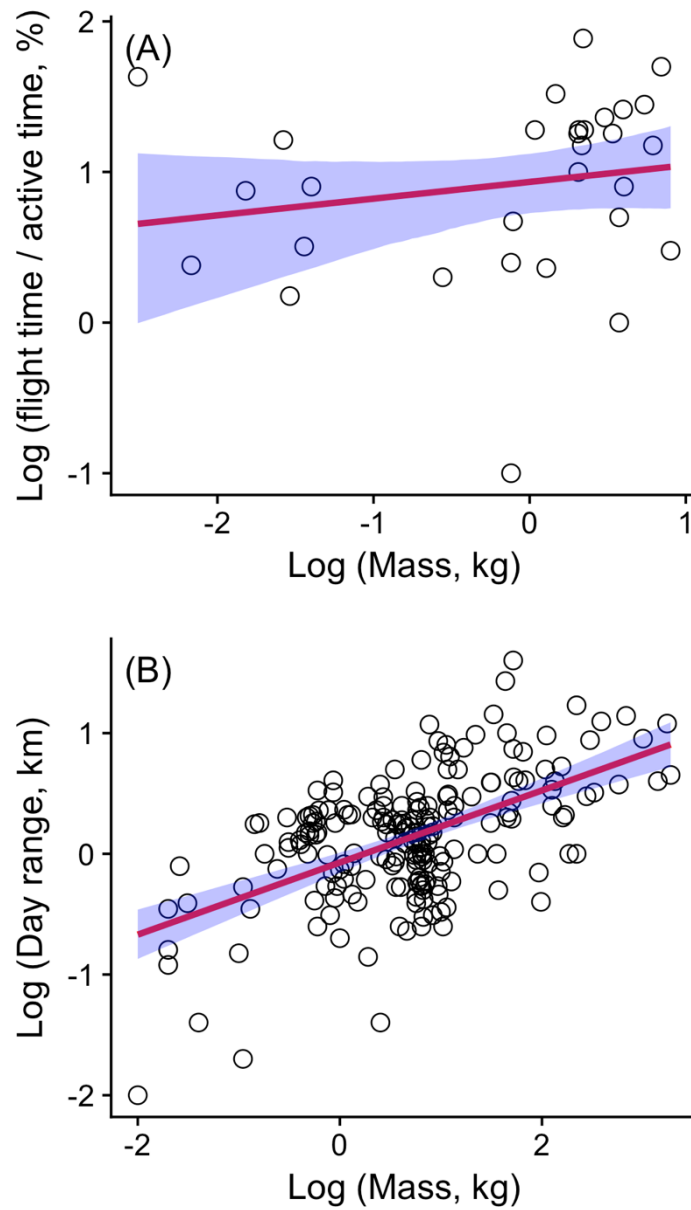 (A)
Log (flight time / active time, %)
2
1
0
-1
-2
-1
0
1
Log (Mass, kg)
(B)
Log (Day range, km)
1
0
-1
-2
-2
0
2
Log (Mass, kg)